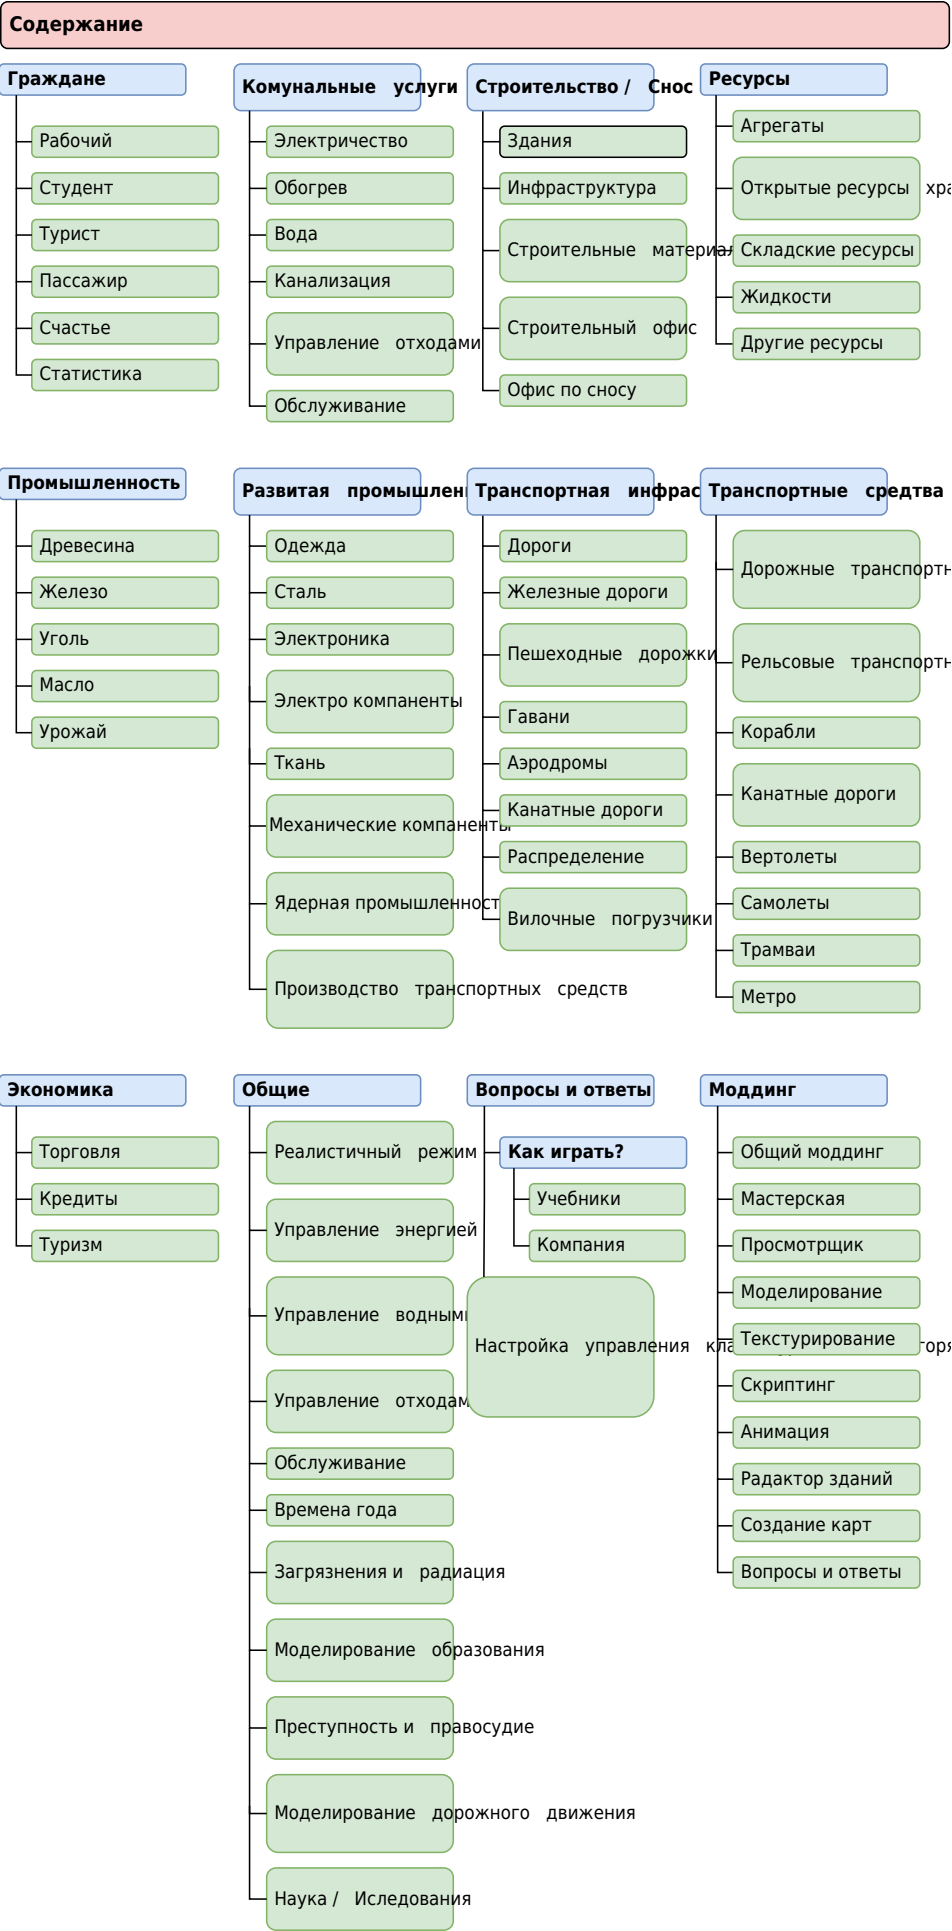 Содержание
Граждане
Рабочий
Студент
Турист
Пассажир
Счастье
Статистика
Комунальные услуги
Электричество
Обогрев
Вода
Канализация
Управление отходами
Обслуживание
Строительство / Снос
Здания
Инфраструктура
Строительные материал
Строительный офис
Офис по сносу
Ресурсы
Агрегаты
Открытые ресурсы хра
Складские ресурсы
Жидкости
Другие ресурсы
Промышленность
Древесина
Железо
Уголь
Масло
Урожай
Развитая промышлен
Одежда
Сталь
Электроника
Электро компаненты
Ткань
Механические компаненты
Ядерная промышленност
Производство транспортных средств
Транспортная инфрас
Дороги
Железные дороги
Пешеходные дорожки
Гавани
Аэродромы
Канатные дороги
Распределение
Вилочные погрузчики
Транспортные средтва
Дорожные транспортн
Рельсовые транспортн
Корабли
Канатные дороги
Вертолеты
Самолеты
Трамваи
Метро
Экономика
Торговля
Кредиты
Туризм
Общие
Реалистичный режим
Управление энергией
Управление водным
Управление отходам
Обслуживание
Времена года
Загрязнения и радиация
Моделирование образования
Преступность и правосудие
Моделирование дорожного движения
Наука / Иследования
Вопросы и ответы
Как играть?
Учебники
Компания
Настройка управления кла горя
Моддинг
Общий моддинг
Мастерская
Просмотрщик
Моделирование
Текстурирование
Скриптинг
Анимация
Радактор зданий
Создание карт
Вопросы и ответы